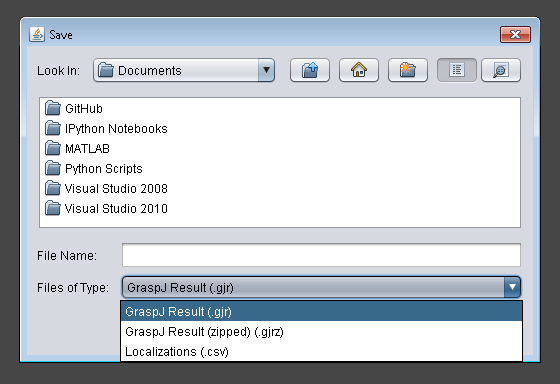 Save
Look In: Documents
GitHub
IPython Notebooks
MATLAB
Python Scripts
Visual Studio 2008
Visual Studio 2010
File Name:
Files of Type: GraspJ Result (.gjr)
GraspJ Result (.gjr)
GraspJ Result (zipped) (.gjrz)
Localizations (.csv)